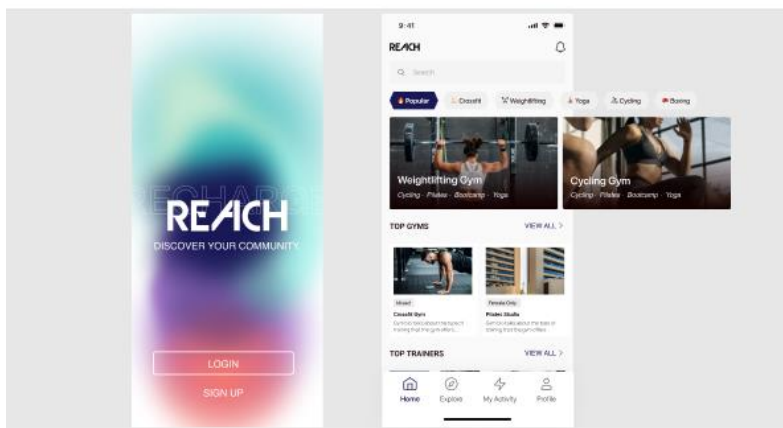 RECHARGE
REACH
DISCOVER YOUR COMMUNITY
LOGIN
SIGN UP
9:41
REACH
Search
Popular
Crossfit
Weightlifting
Yoga
Cycling
Boxing
Weightlifting Gym
Cycling · Pilates · Bootcamp · Yoga
Cycling Gym
Cycling · Pilates · Bootcamp · Yoga
TOP GYMS
VIEW ALL >
Mixed
Crossfit Gym
Female Only
Pilates Studio
TOP TRAINERS
VIEW ALL >
Home
Explore
My Activity
Profile